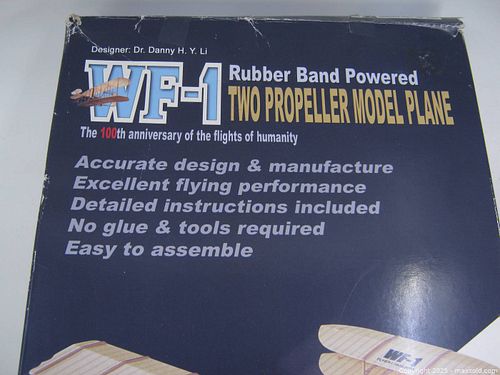 Designer: Dr. Danny H. Y. Li
WF-1
Rubber Band Powered
TWO PROPELLER MODEL PLANE
The 100th anniversary of the flights of humanity
Accurate design & manufacture
Excellent flying performance
Detailed instructions included
No glue & tools required
Easy to assemble
WF-1
Copyright 2025 - maxsold.com